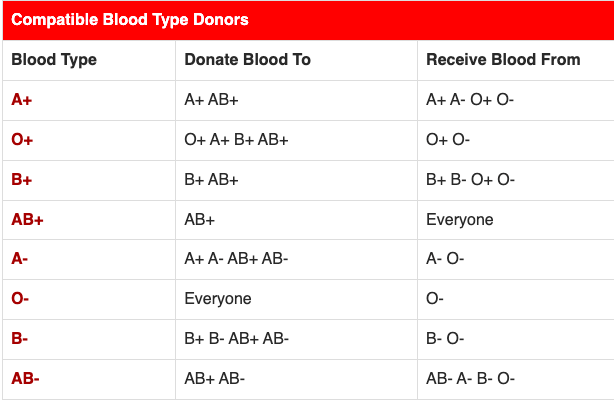 Compatible Blood Type Donors
Blood Type Donate Blood To Receive Blood From
A+ A+ AB+ A+ A- O+ O-
O+ O+ A+ B+ AB+ O+ O-
B+ B+ AB+ B+ B- O+ O-
AB+ AB+ Everyone
A- A+ A- AB+ AB- A- O-
O- Everyone O-
B- B+ B- AB+ AB- B- O-
AB- AB+ AB- AB- A- B- O-